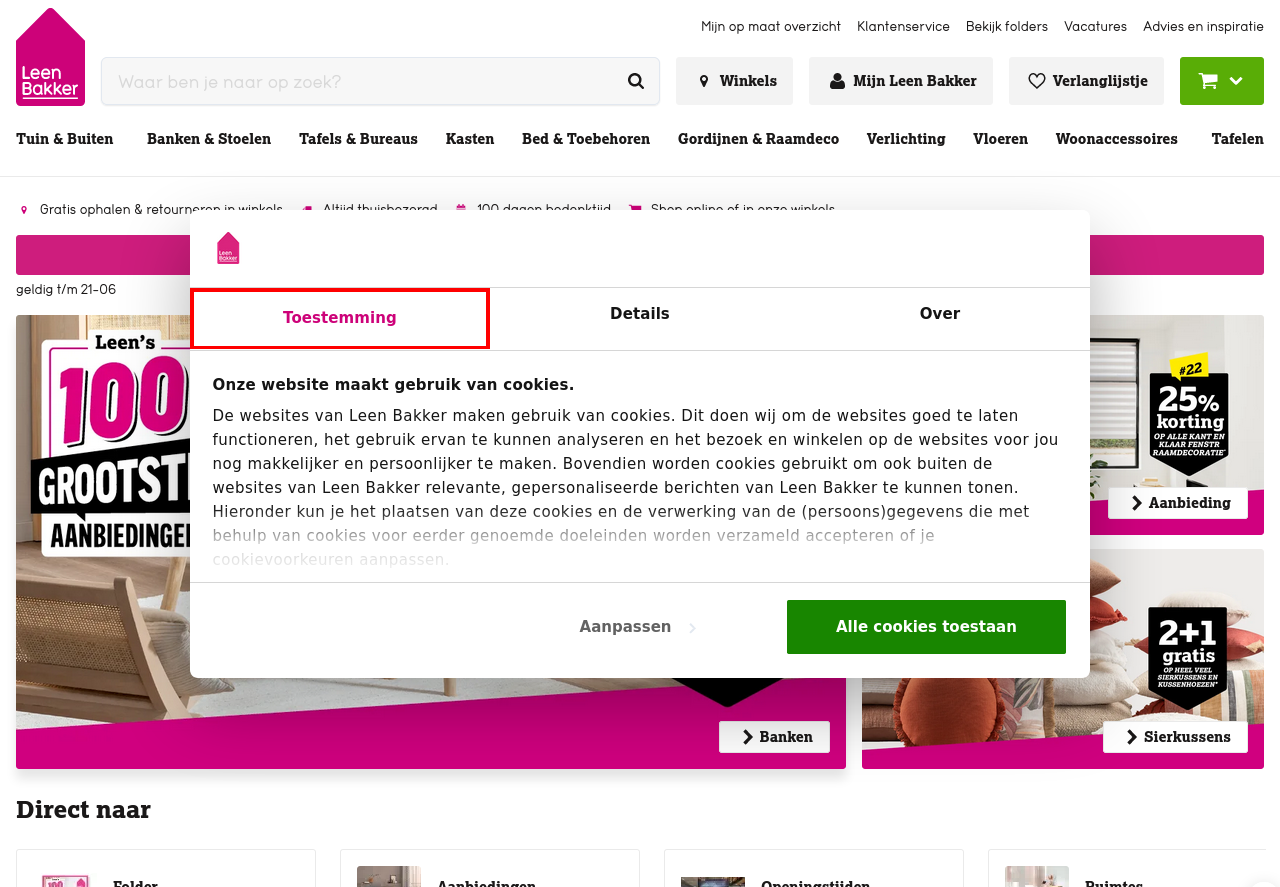 Mijn op maat overzicht Klantenservice Bekijk folders Vacatures Advies en inspiratie
Leen
Bakker
Waar ben je naar op zoek?
Winkels
Mijn Leen Bakker
Verlanglijstje
Tuin & Buiten Banken & Stoelen Tafels & Bureaus Kasten Bed & Toebehoren Gordijnen & Raamdeco Verlichting Vloeren Woonaccessoires Tafelen
Gratis ophalen & retourneren in winkels Altijd thuisbezorgd 100 dagen bedenktijd Shop online of in onze winkels
geldig t/m 21-06
Leen
Bakker
Toestemming
Details
Over
Onze website maakt gebruik van cookies.
De websites van Leen Bakker maken gebruik van cookies. Dit doen wij om de websites goed te laten
functioneren, het gebruik ervan te kunnen analyseren en het bezoek en winkelen op de websites voor jou
nog makkelijker en persoonlijker te maken. Bovendien worden cookies gebruikt om ook buiten de
websites van Leen Bakker relevante, gepersonaliseerde berichten van Leen Bakker te kunnen tonen.
Hieronder kun je het plaatsen van deze cookies en de verwerking van de (persoons)gegevens die met
behulp van cookies voor eerder genoemde doeleinden worden verzameld accepteren of je
cookievoorkeuren aanpassen.
Aanpassen
Alle cookies toestaan
Leen's
100
GROOTST
AANBIEDINGEN
Banken
#22
25%
korting
OP ALLE KANT EN
KLAAR FENSTR
RAAMDECORATIE*
Aanbieding
2+1
gratis
OP HEEL VEEL
SIERKUSSENS EN
KUSSENHOEZEN*
Sierkussens
Direct naar
100
Folder
Aanbiedingen
Openingstijden
Ruimtes